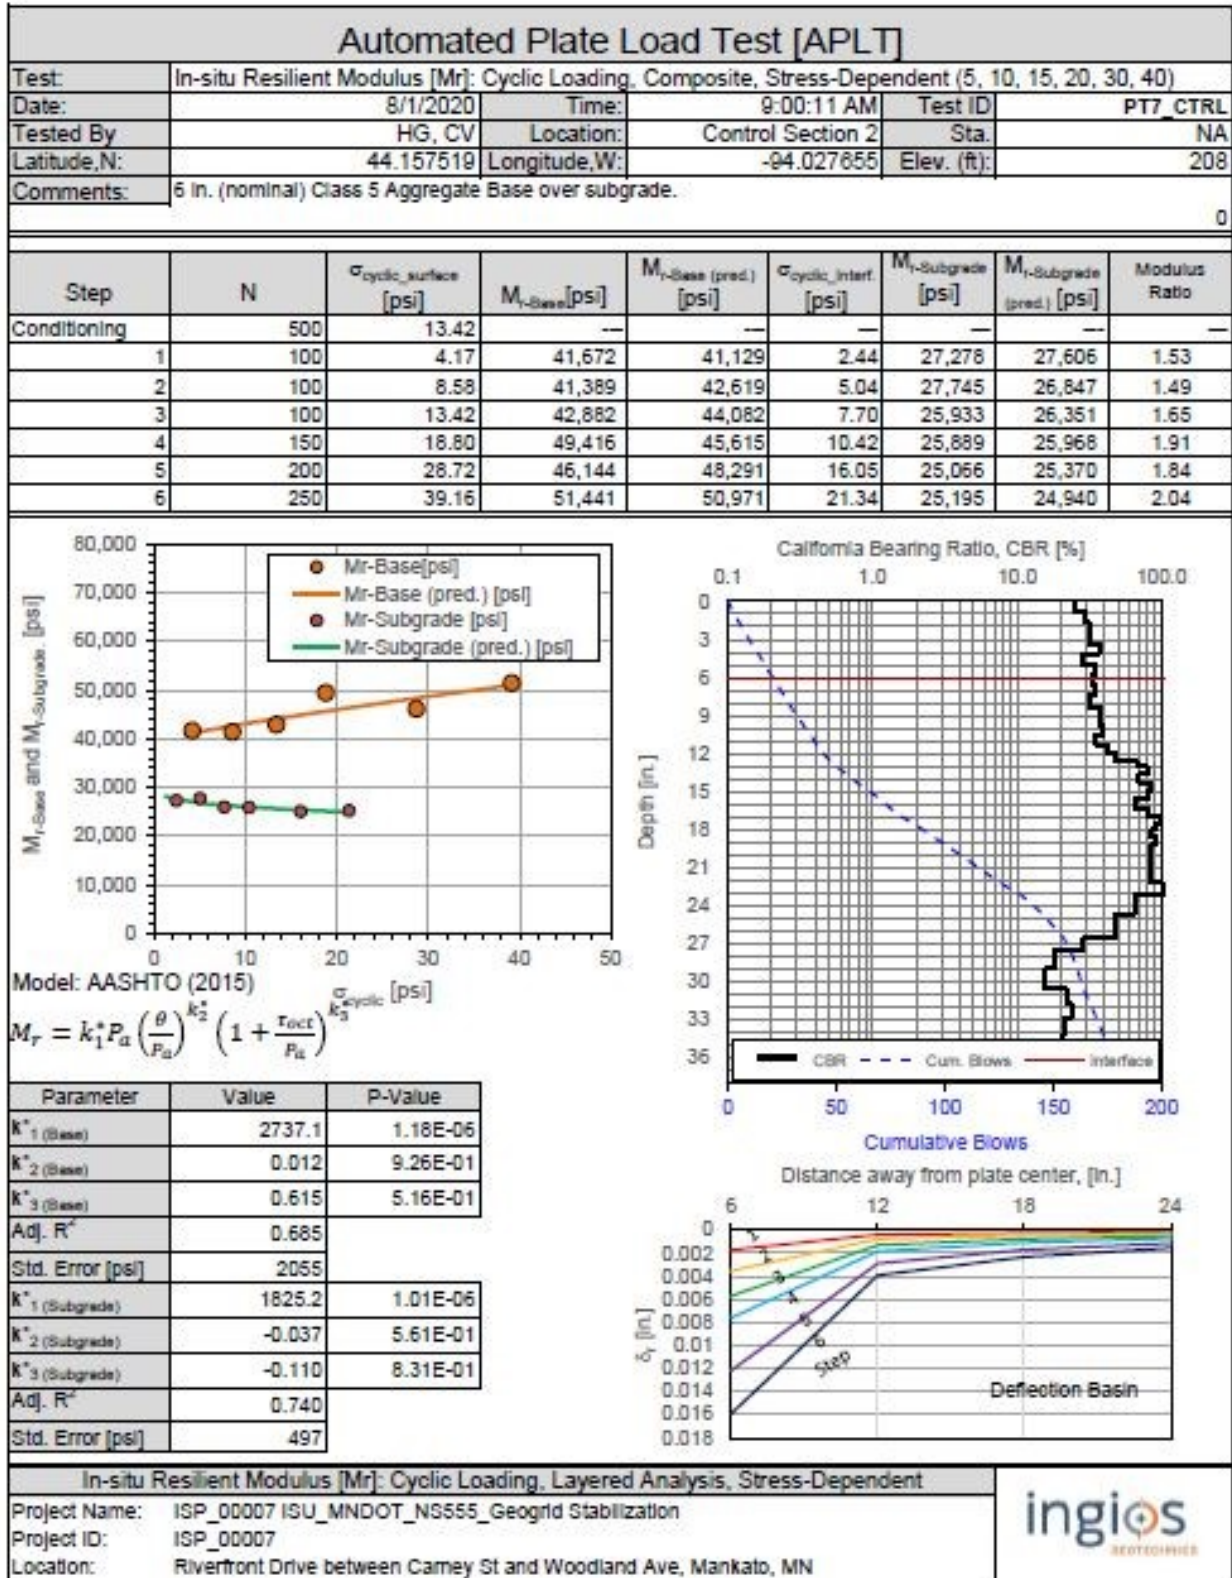 Automated Plate Load Test [APLT]
Test: In-situ Resilient Modulus [Mr]: Cyclic Loading, Composite, Stress-Dependent (5, 10, 15, 20, 30, 40)
Date: 8/1/2020 Time: 9:00:11 AM Test ID PT7_CTRL
Tested By HG, CV Location: Control Section 2 Sta. NA
Latitude,N: 44.157519 Longitude,W: -94.027655 Elev. (ft): 208
Comments: 6 in. (nominal) Class 5 Aggregate Base over subgrade.
0
Step N σcyclic_surface [psi] Mr-Base[psi] Mr-Base (pred.) [psi] σcyclic_interf. [psi] Mr-Subgrade [psi] Mr-Subgrade (pred.) [psi] Modulus Ratio
Conditioning 500 13.42 --- --- --- --- --- ---
1 100 4.17 41,672 41,129 2.44 27,278 27,606 1.53
2 100 8.58 41,389 42,619 5.04 27,745 26,847 1.49
3 100 13.42 42,882 44,082 7.70 25,933 26,351 1.65
4 150 18.80 49,416 45,615 10.42 25,889 25,968 1.91
5 200 28.72 46,144 48,291 16.05 25,066 25,370 1.84
6 250 39.16 51,441 50,971 21.34 25,195 24,940 2.04
Mr-Base and Mr-Subgrade. [psi]
80,000
70,000
60,000
50,000
40,000
30,000
20,000
10,000
0
Mr-Base[psi]
Mr-Base (pred.) [psi]
Mr-Subgrade [psi]
Mr-Subgrade (pred.) [psi]
0 10 20 30 40 50
σcyclic [psi]
Model: AASHTO (2015)
Mr = k*1 Pa (θ/Pa)^k*2 (1 + τoct/Pa)^k*3
Parameter Value P-Value
k*1 (Base) 2737.1 1.18E-06
k*2 (Base) 0.012 9.26E-01
k*3 (Base) 0.615 5.16E-01
Adj. R² 0.685
Std. Error [psi] 2055
k*1 (Subgrade) 1825.2 1.01E-06
k*2 (Subgrade) -0.037 5.61E-01
k*3 (Subgrade) -0.110 8.31E-01
Adj. R² 0.740
Std. Error [psi] 497
California Bearing Ratio, CBR [%]
0.1 1.0 10.0 100.0
Depth [in.]
0
3
6
9
12
15
18
21
24
27
30
33
36
CBR Cum. Blows Interface
0 50 100 150 200
Cumulative Blows
Distance away from plate center, [in.]
6 12 18 24
δr [in.]
0
0.002
0.004
0.006
0.008
0.01
0.012
0.014
0.016
0.018
1
2
3
4
5
6
Step
Deflection Basin
In-situ Resilient Modulus [Mr]: Cyclic Loading, Layered Analysis, Stress-Dependent
Project Name: ISP_00007 ISU_MNDOT_NS555_Geogrid Stabilization
Project ID: ISP_00007
Location: Riverfront Drive between Carney St and Woodland Ave, Mankato, MN
ingios
GEOTECHNICS